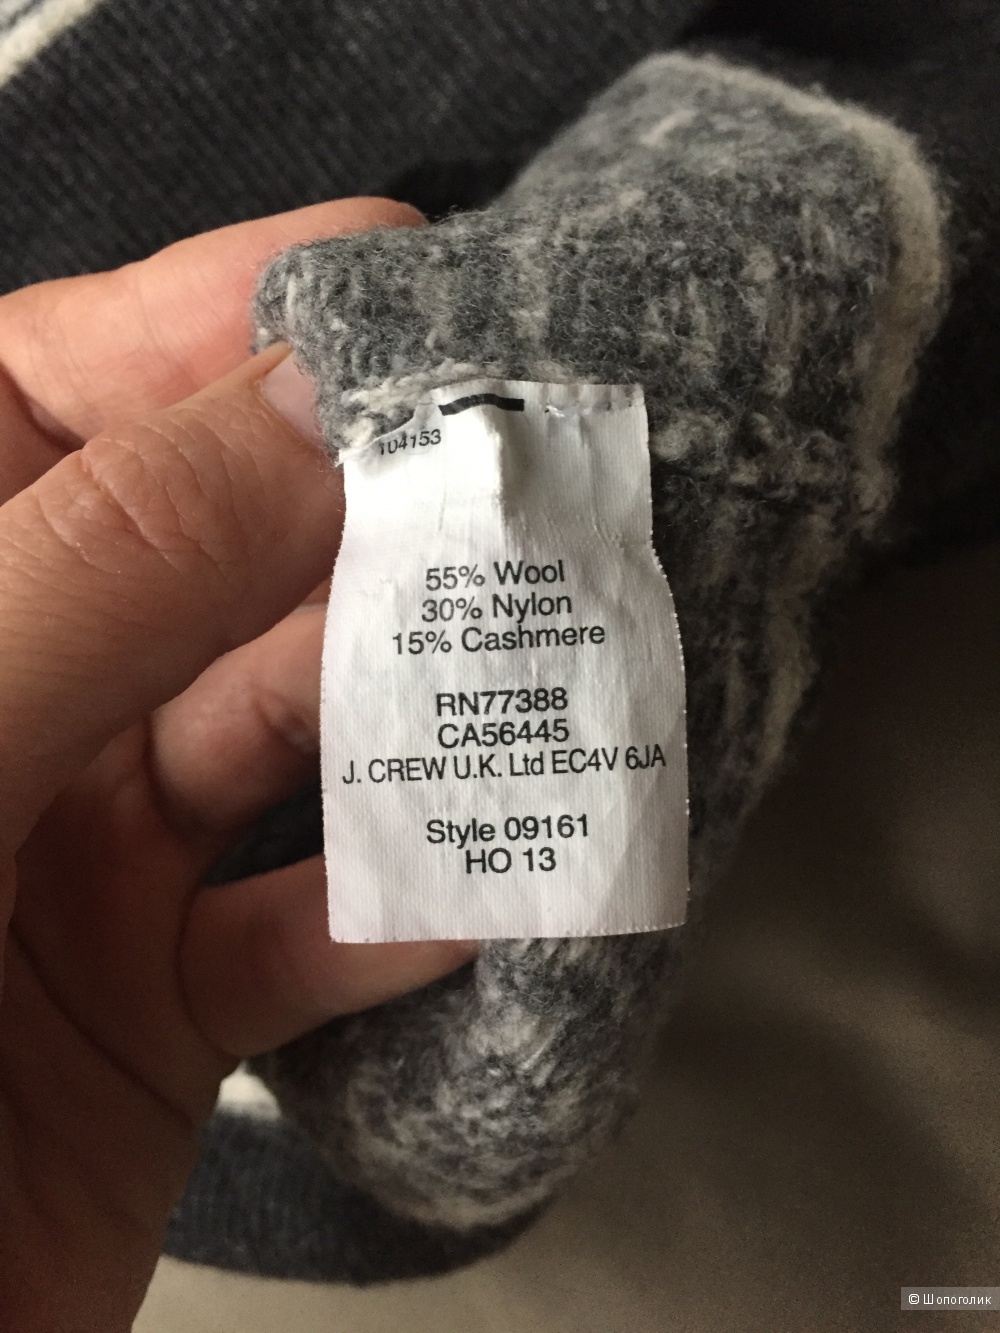 104153
55% Wool
30% Nylon
15% Cashmere
RN77388
CA56445
J. CREW U.K. Ltd EC4V 6JA
Style 09161
HO 13
© Шопоголик